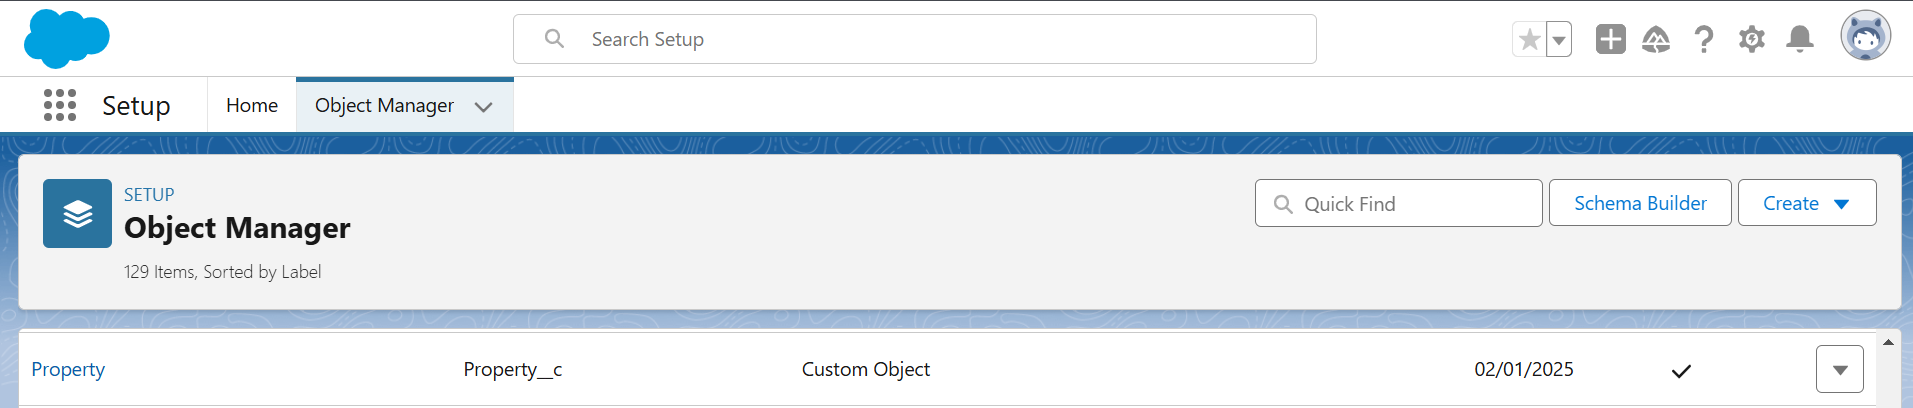 Search Setup
Setup Home Object Manager
SETUP
Object Manager
129 Items, Sorted by Label
Quick Find Schema Builder Create
Property Property__c Custom Object 02/01/2025